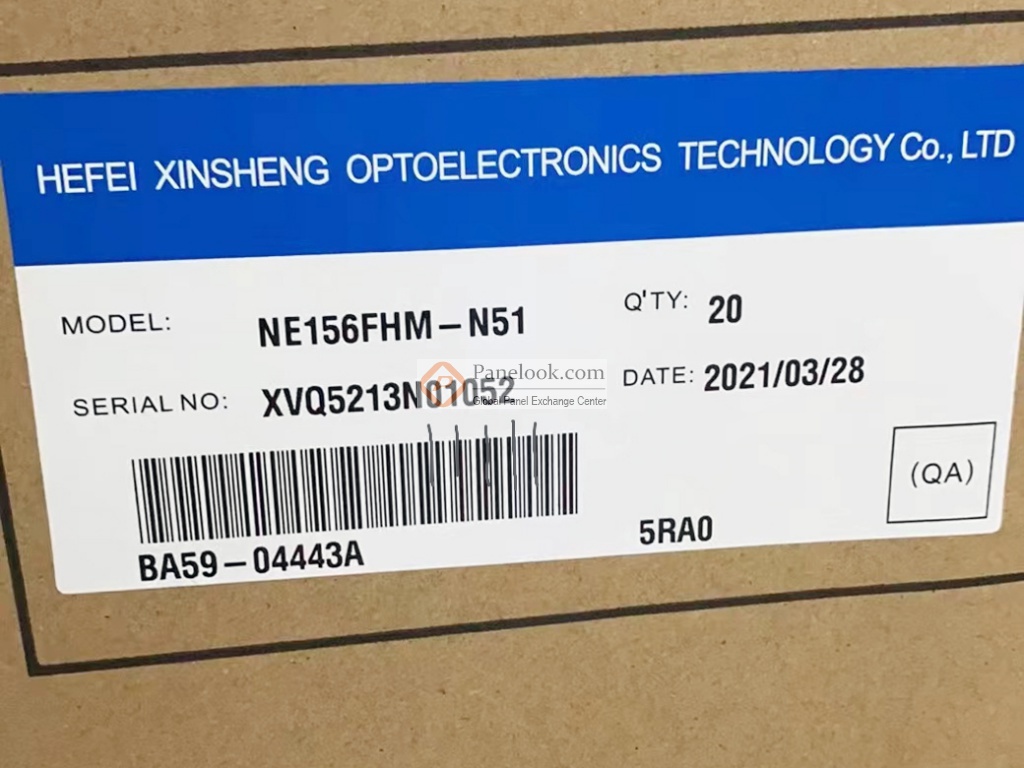 HEFEI XINSHENG OPTOELECTRONICS TECHNOLOGY Co., LTD
MODEL: NE156FHM-N51 Q'TY: 20
SERIAL NO: XVQ5213N01052 DATE: 2021/03/28
Panelook.com
Global Panel Exchange Center
(QA)
BA59-04443A 5RA0